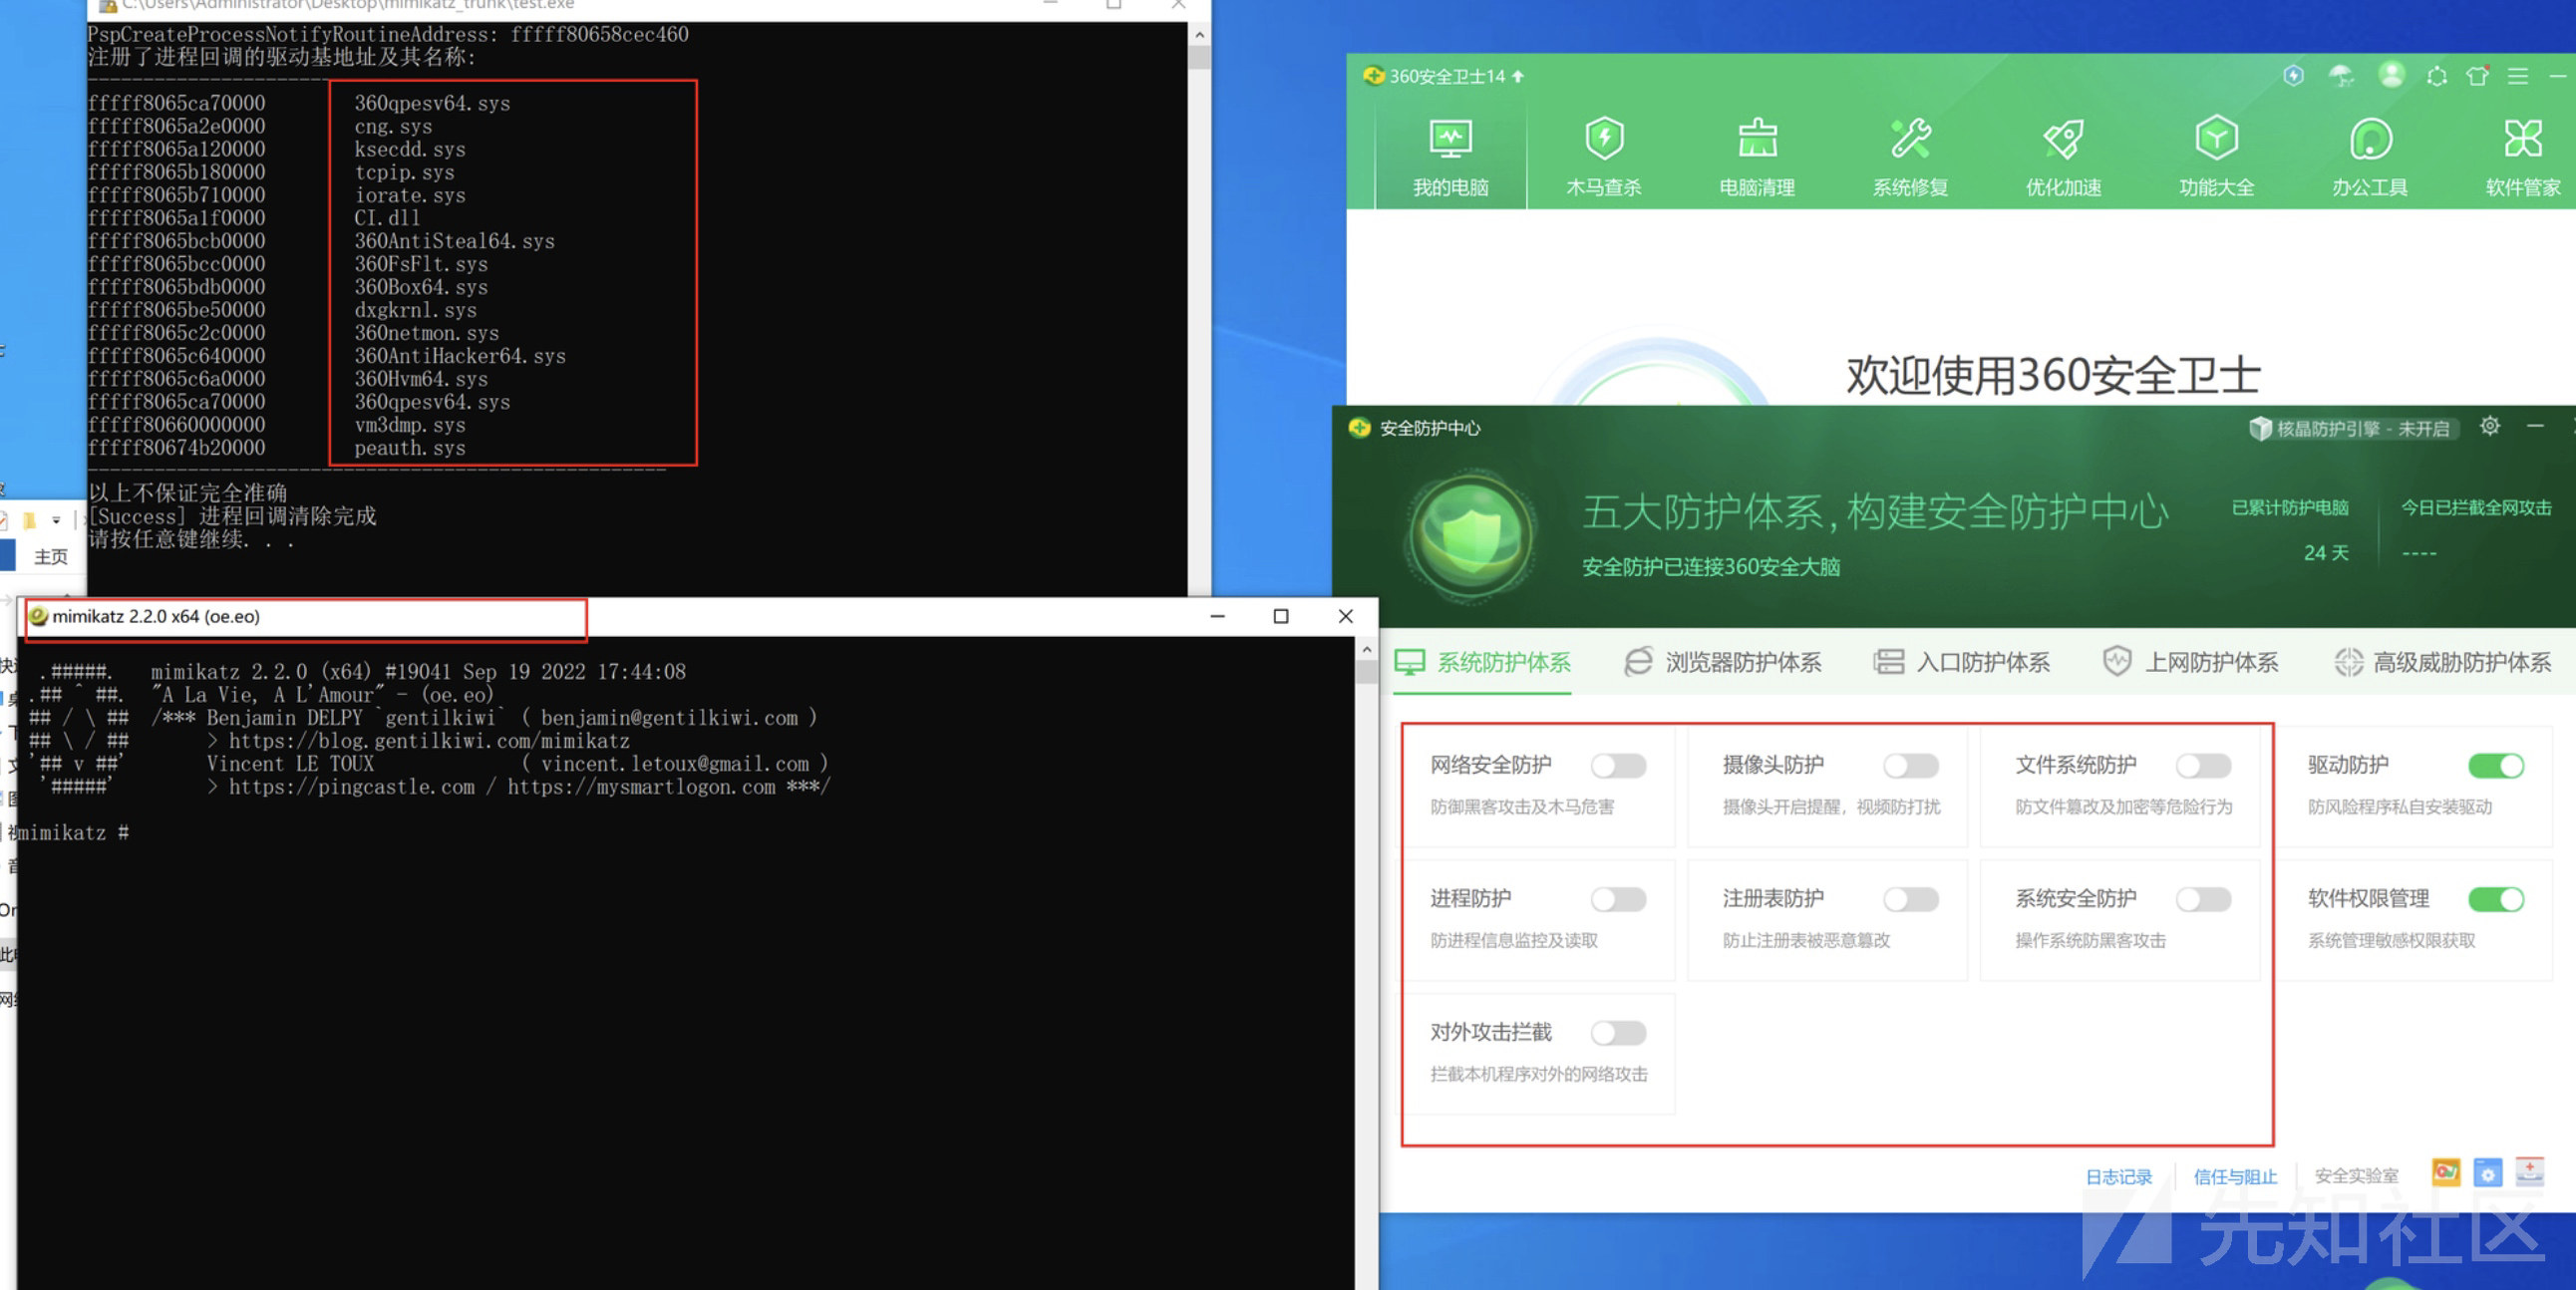 C:\Users\Administrator\Desktop\mimikatz_trunk\test.exe
PspCreateProcessNotifyRoutineAddress: fffff80658cec460
注册了进程回调的驱动基地址及其名称:
fffff8065ca70000 360qpesv64.sys
fffff8065a2e0000 cng.sys
fffff8065a120000 ksecdd.sys
fffff8065b180000 tcpip.sys
fffff8065b710000 iorate.sys
fffff8065a1f0000 CI.dll
fffff8065bcb0000 360AntiSteal64.sys
fffff8065bcc0000 360FsFlt.sys
fffff8065bdb0000 360Box64.sys
fffff8065be50000 dxgkrnl.sys
fffff8065c2c0000 360netmon.sys
fffff8065c640000 360AntiHacker64.sys
fffff8065c6a0000 360Hvm64.sys
fffff8065ca70000 360qpesv64.sys
fffff80660000000 vm3dmp.sys
fffff80674b20000 peauth.sys
以上不保证完全准确
[Success] 进程回调清除完成
请按任意键继续. . .
主页
mimikatz 2.2.0 x64 (oe.eo)
.#####. mimikatz 2.2.0 (x64) #19041 Sep 19 2022 17:44:08
.## ^ ##. "A La Vie, A L'Amour" - (oe.eo)
## / \ ## /*** Benjamin DELPY `gentilkiwi` ( benjamin@gentilkiwi.com )
## \ / ## > https://blog.gentilkiwi.com/mimikatz
'## v ##' Vincent LE TOUX ( vincent.letoux@gmail.com )
'#####' > https://pingcastle.com / https://mysmartlogon.com ***/
mimikatz #
360安全卫士14
我的电脑 木马查杀 电脑清理 系统修复 优化加速 功能大全 办公工具 软件管家
欢迎使用360安全卫士
安全防护中心
核晶防护引擎 - 未开启
五大防护体系, 构建安全防护中心
安全防护已连接360安全大脑
已累计防护电脑 今日已拦截全网攻击
24 天 ----
系统防护体系 浏览器防护体系 入口防护体系 上网防护体系 高级威胁防护体系
网络安全防护 摄像头防护 文件系统防护 驱动防护
防御黑客攻击及木马危害 摄像头开启提醒，视频防打扰 防文件篡改及加密等危险行为 防风险程序私自安装驱动
进程防护 注册表防护 系统安全防护 软件权限管理
防进程信息监控及读取 防止注册表被恶意篡改 操作系统防黑客攻击 系统管理敏感权限获取
对外攻击拦截
拦截本机程序对外的网络攻击
日志记录 信任与阻止 安全实验室
先知社区